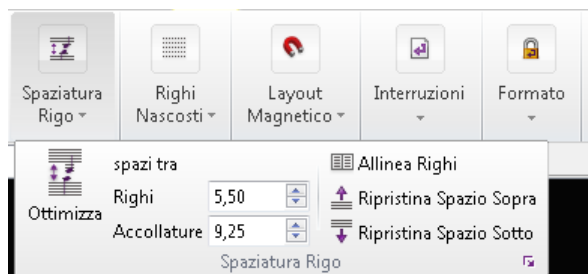 Spaziatura Rigo
Righi Nascosti
Layout Magnetico
Interruzioni
Formato
Ottimizza
spazi tra
Righi 5,50
Accollature 9,25
Allinea Righi
Ripristina Spazio Sopra
Ripristina Spazio Sotto
Spaziatura Rigo